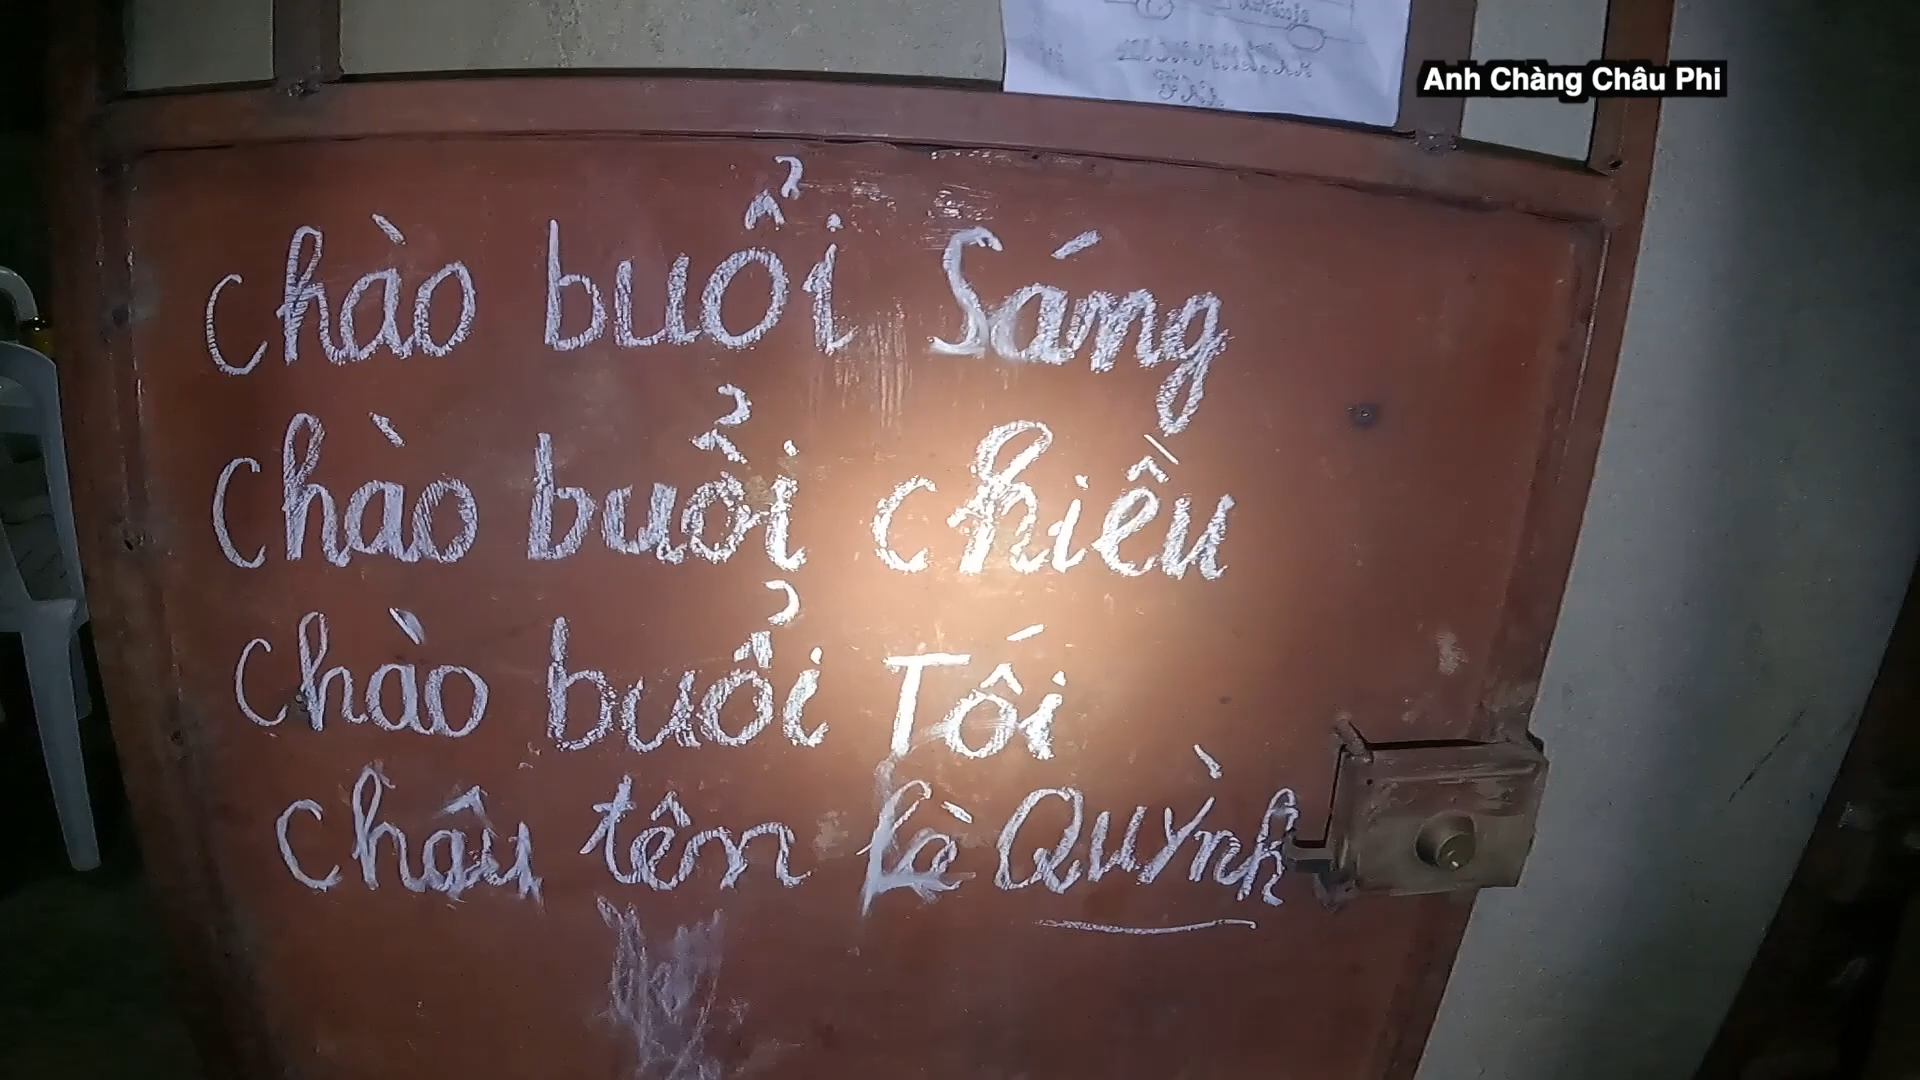 Anh Chàng Châu Phi
chào buổi Sáng
chào buổi chiều
chào buổi Tối
châu tên là Quỳnh